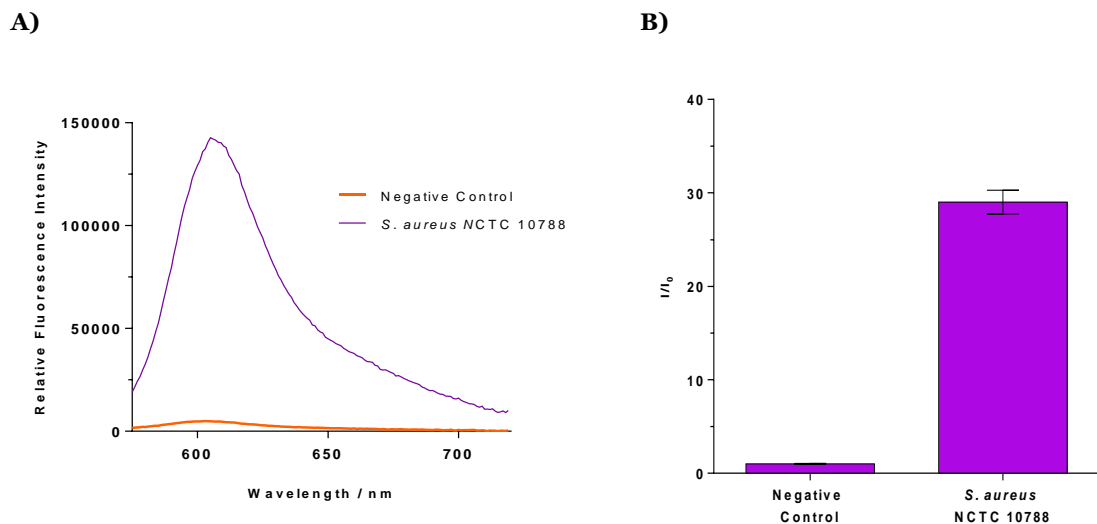 A)
B)
Relative Fluorescence Intensity
150000
100000
50000
0
600
650
700
Wavelength / nm
Negative Control
S. aureus NCTC 10788
I/I₀
40
30
20
10
0
Negative
Control
S. aureus
NCTC 10788